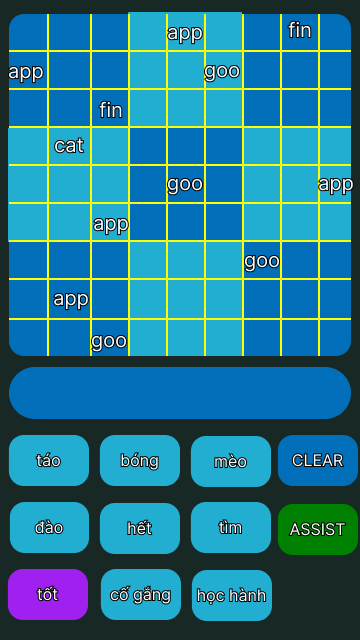 app fin
app goo
fin
cat
goo app
app
goo
app
goo
táo bóng mèo CLEAR
đào hết tìm ASSIST
tốt cố gắng học hành